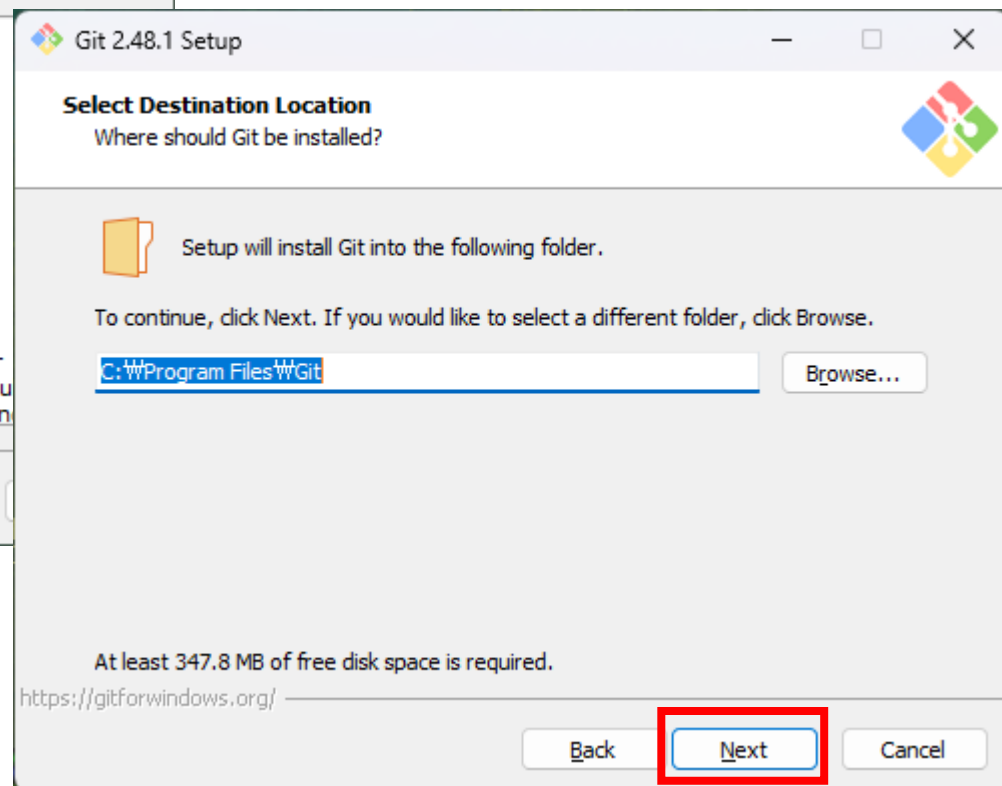 Git 2.48.1 Setup
Select Destination Location
Where should Git be installed?
Setup will install Git into the following folder.
To continue, click Next. If you would like to select a different folder, click Browse.
C:₩Program Files₩Git
Browse...
At least 347.8 MB of free disk space is required.
https://gitforwindows.org/
Back
Next
Cancel